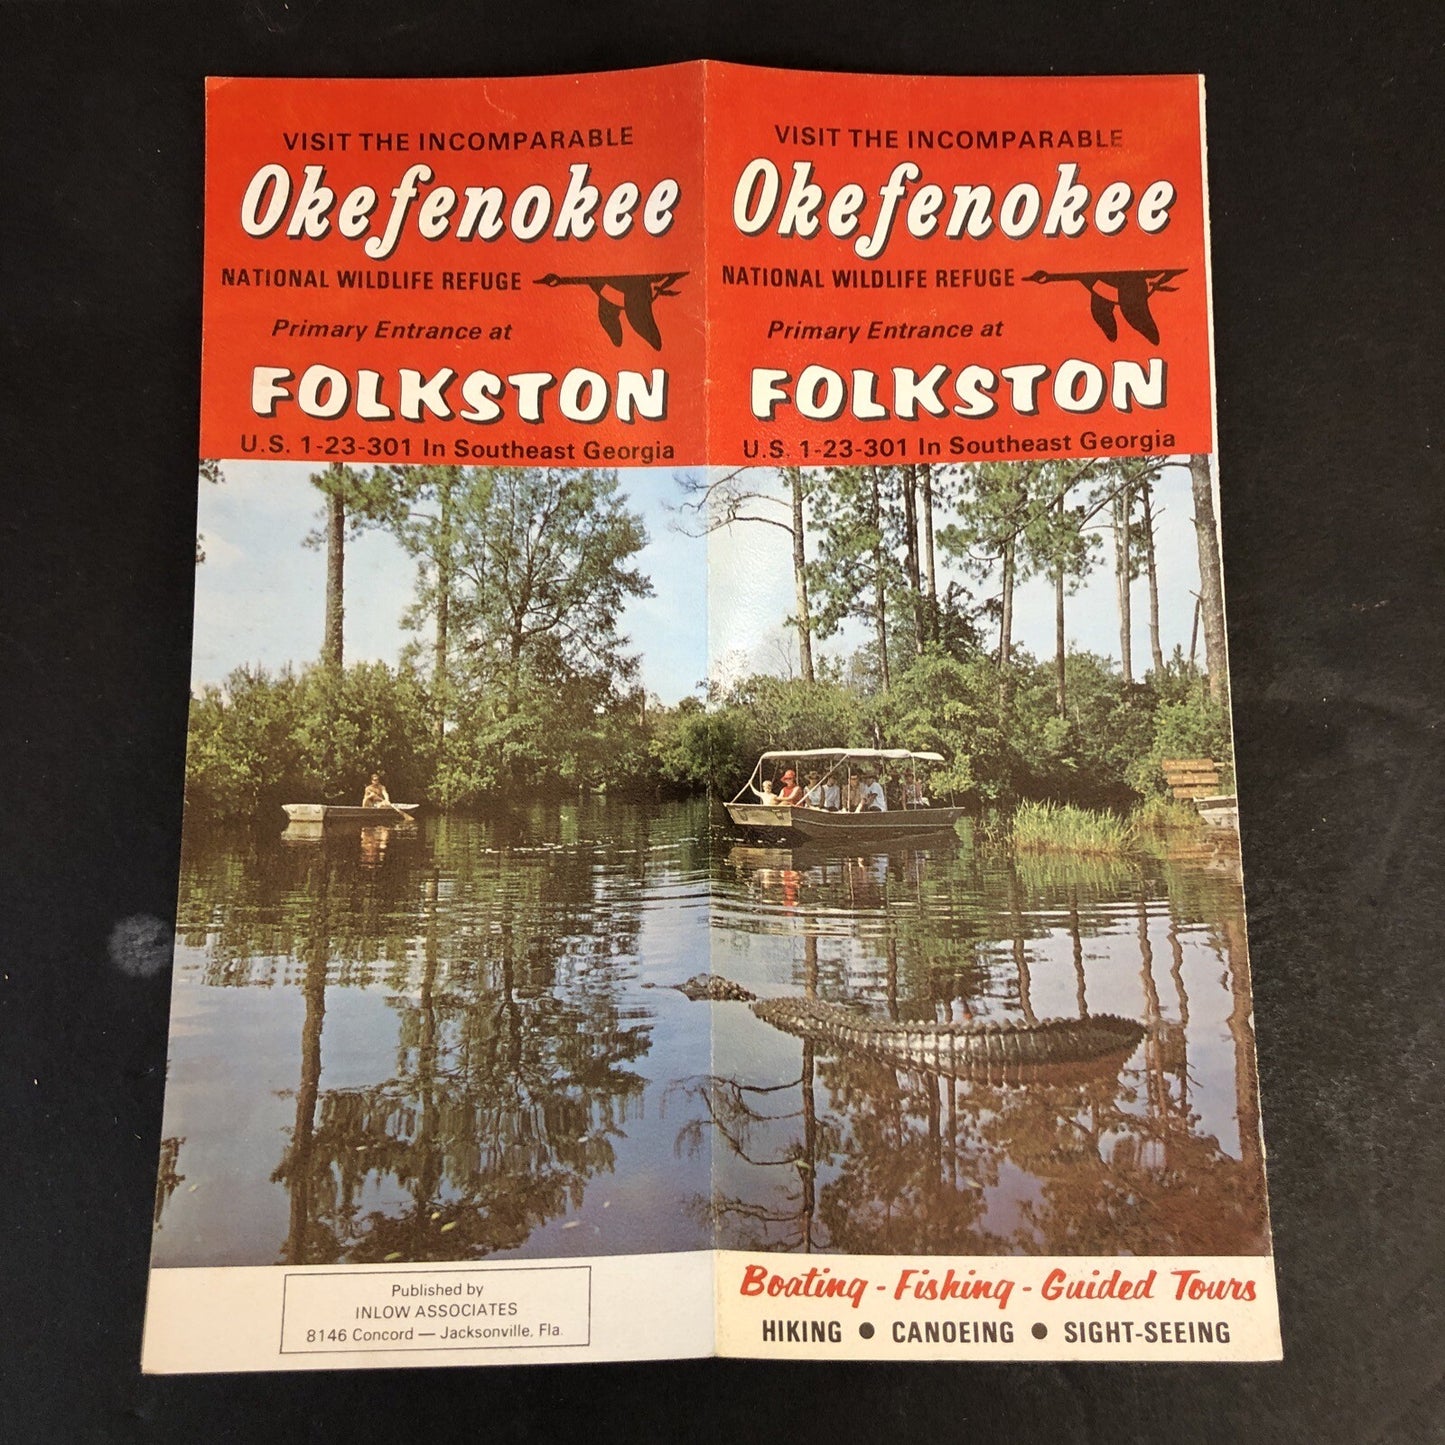 VISIT THE INCOMPARABLE
Okefenokee
NATIONAL WILDLIFE REFUGE
Primary Entrance at
FOLKSTON
U.S. 1-23-301 In Southeast Georgia
Published by
INLOW ASSOCIATES
8146 Concord — Jacksonville, Fla.
VISIT THE INCOMPARABLE
Okefenokee
NATIONAL WILDLIFE REFUGE
Primary Entrance at
FOLKSTON
U.S. 1-23-301 In Southeast Georgia
Boating - Fishing - Guided Tours
HIKING ● CANOEING ● SIGHT-SEEING